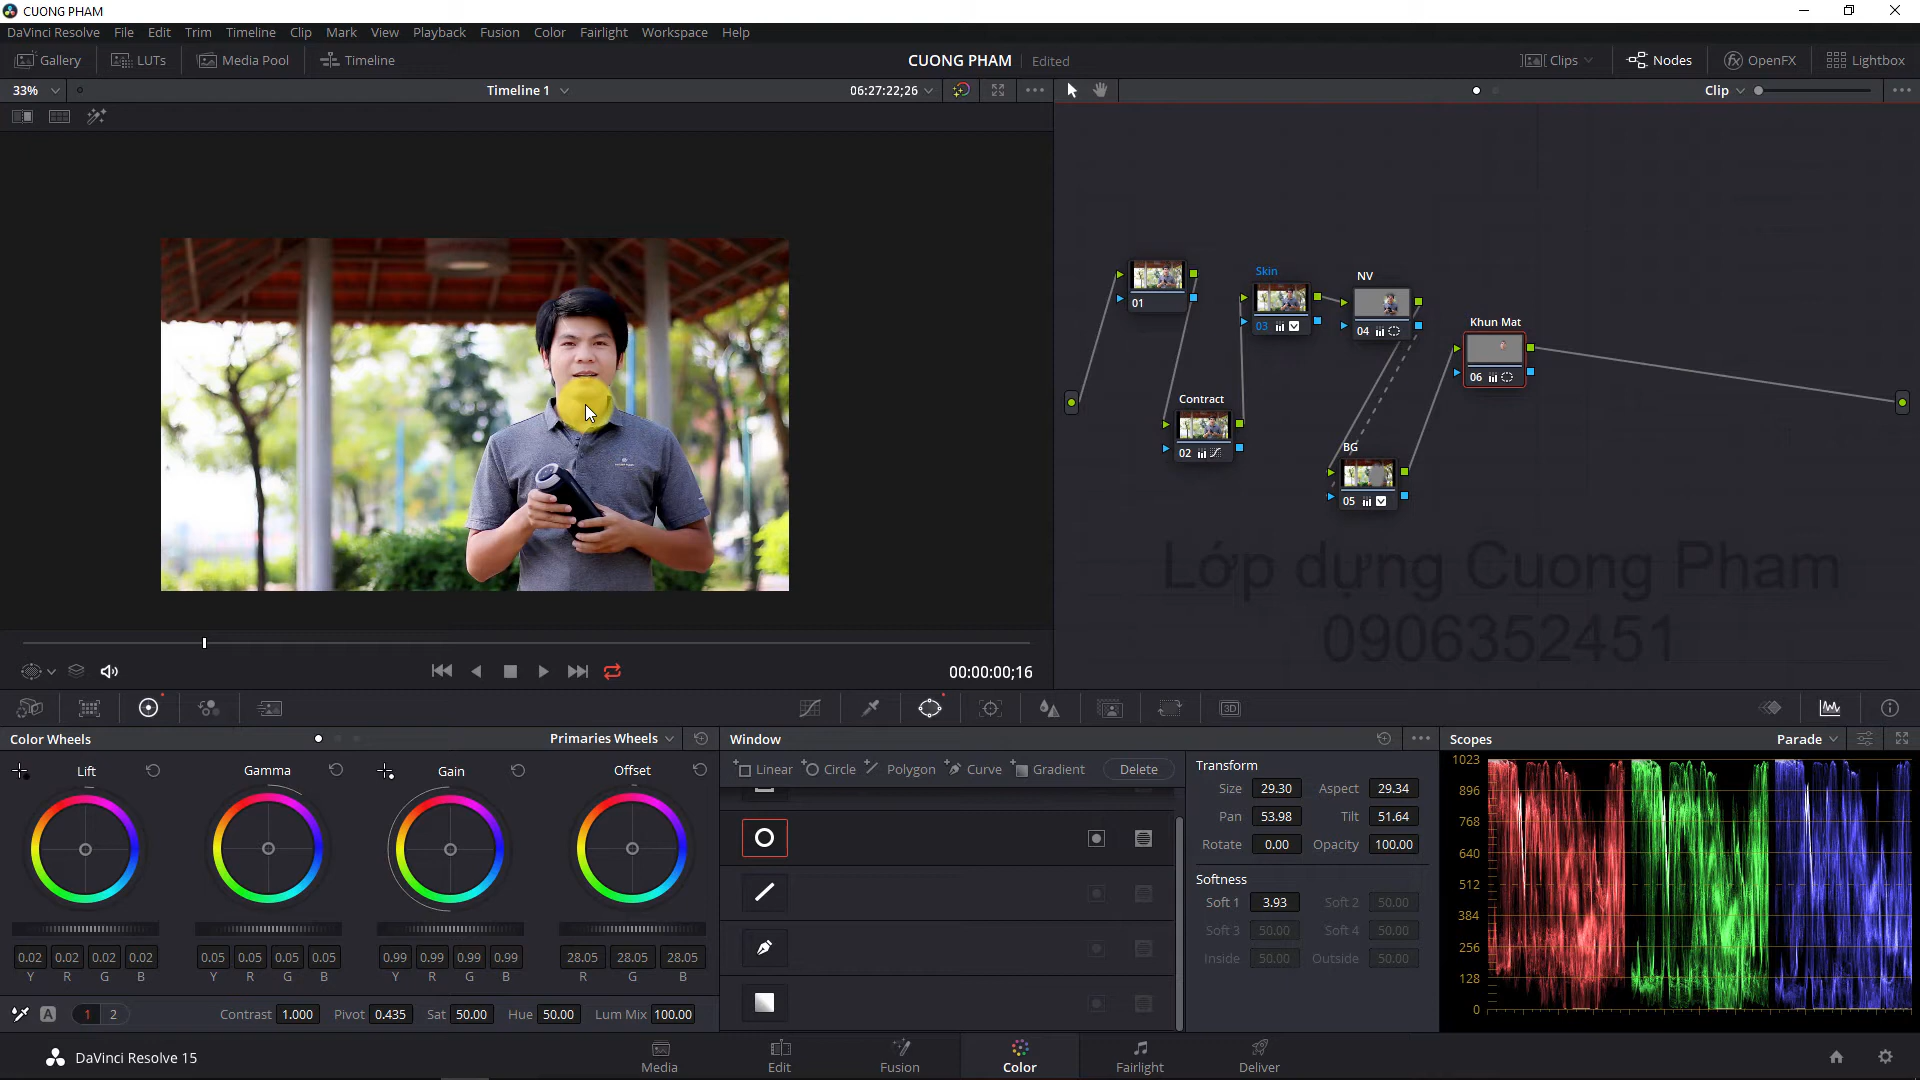 CUONG PHAM
DaVinci Resolve File Edit Trim Timeline Clip Mark View Playback Fusion Color Fairlight Workspace Help
Gallery LUTs Media Pool Timeline CUONG PHAM Edited Clips Nodes OpenFX Lightbox
33% Timeline 1 06:27:22;26 Clip
01
Skin
03
NV
04
Khun Mat
06
Contract
02
BG
05
Lớp dựng Cuong Pham
0906352451
00:00:00;16
Color Wheels Primaries Wheels
Lift Gamma Gain Offset
0.02 0.02 0.02 0.02 0.05 0.05 0.05 0.05 0.99 0.99 0.99 0.99 28.05 28.05 28.05
Y R G B Y R G B Y R G B R G B
A 1 2 Contrast 1.000 Pivot 0.435 Sat 50.00 Hue 50.00 Lum Mix 100.00
Window
Linear Circle Polygon Curve Gradient Delete
Transform
Size 29.30 Aspect 29.34
Pan 53.98 Tilt 51.64
Rotate 0.00 Opacity 100.00
Softness
Soft 1 3.93 Soft 2 50.00
Soft 3 50.00 Soft 4 50.00
Inside 50.00 Outside 50.00
3D
Scopes Parade
1023
896
768
640
512
384
256
128
0
DaVinci Resolve 15
Media Edit Fusion Color Fairlight Deliver